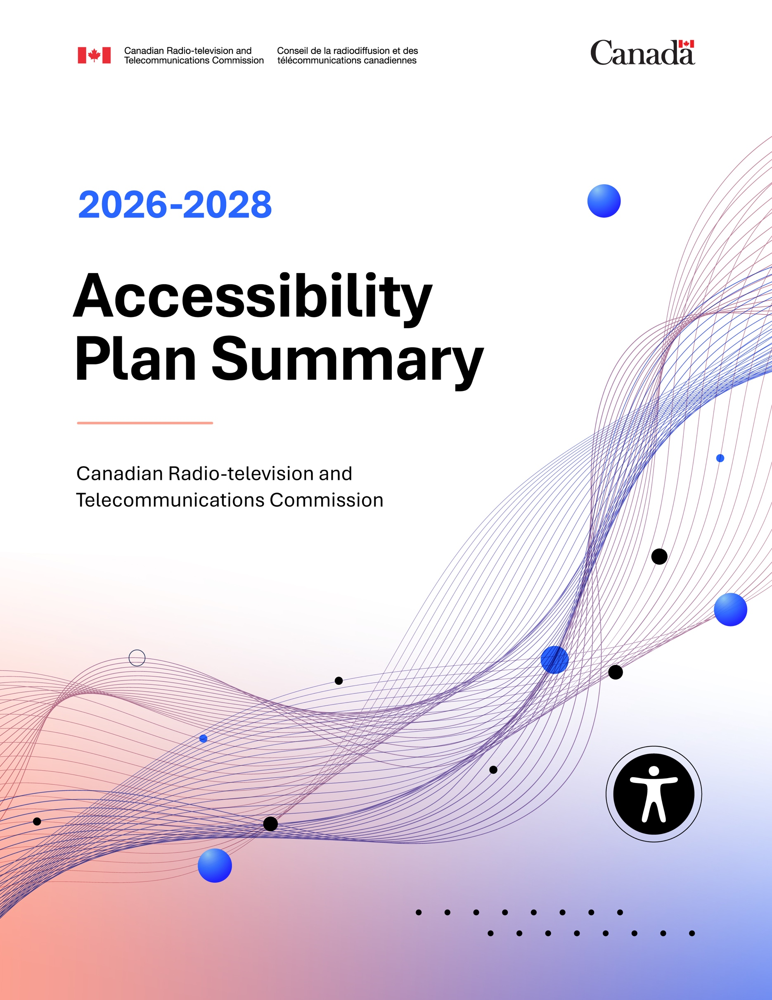 Canadian Radio-television and
Telecommunications Commission
Conseil de la radiodiffusion et des
télécommunications canadiennes
Canada
2026-2028
Accessibility
Plan Summary
Canadian Radio-television and
Telecommunications Commission